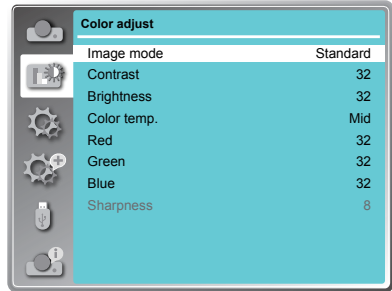 Color adjust
Image mode Standard
Contrast 32
Brightness 32
Color temp. Mid
Red 32
Green 32
Blue 32
Sharpness 8